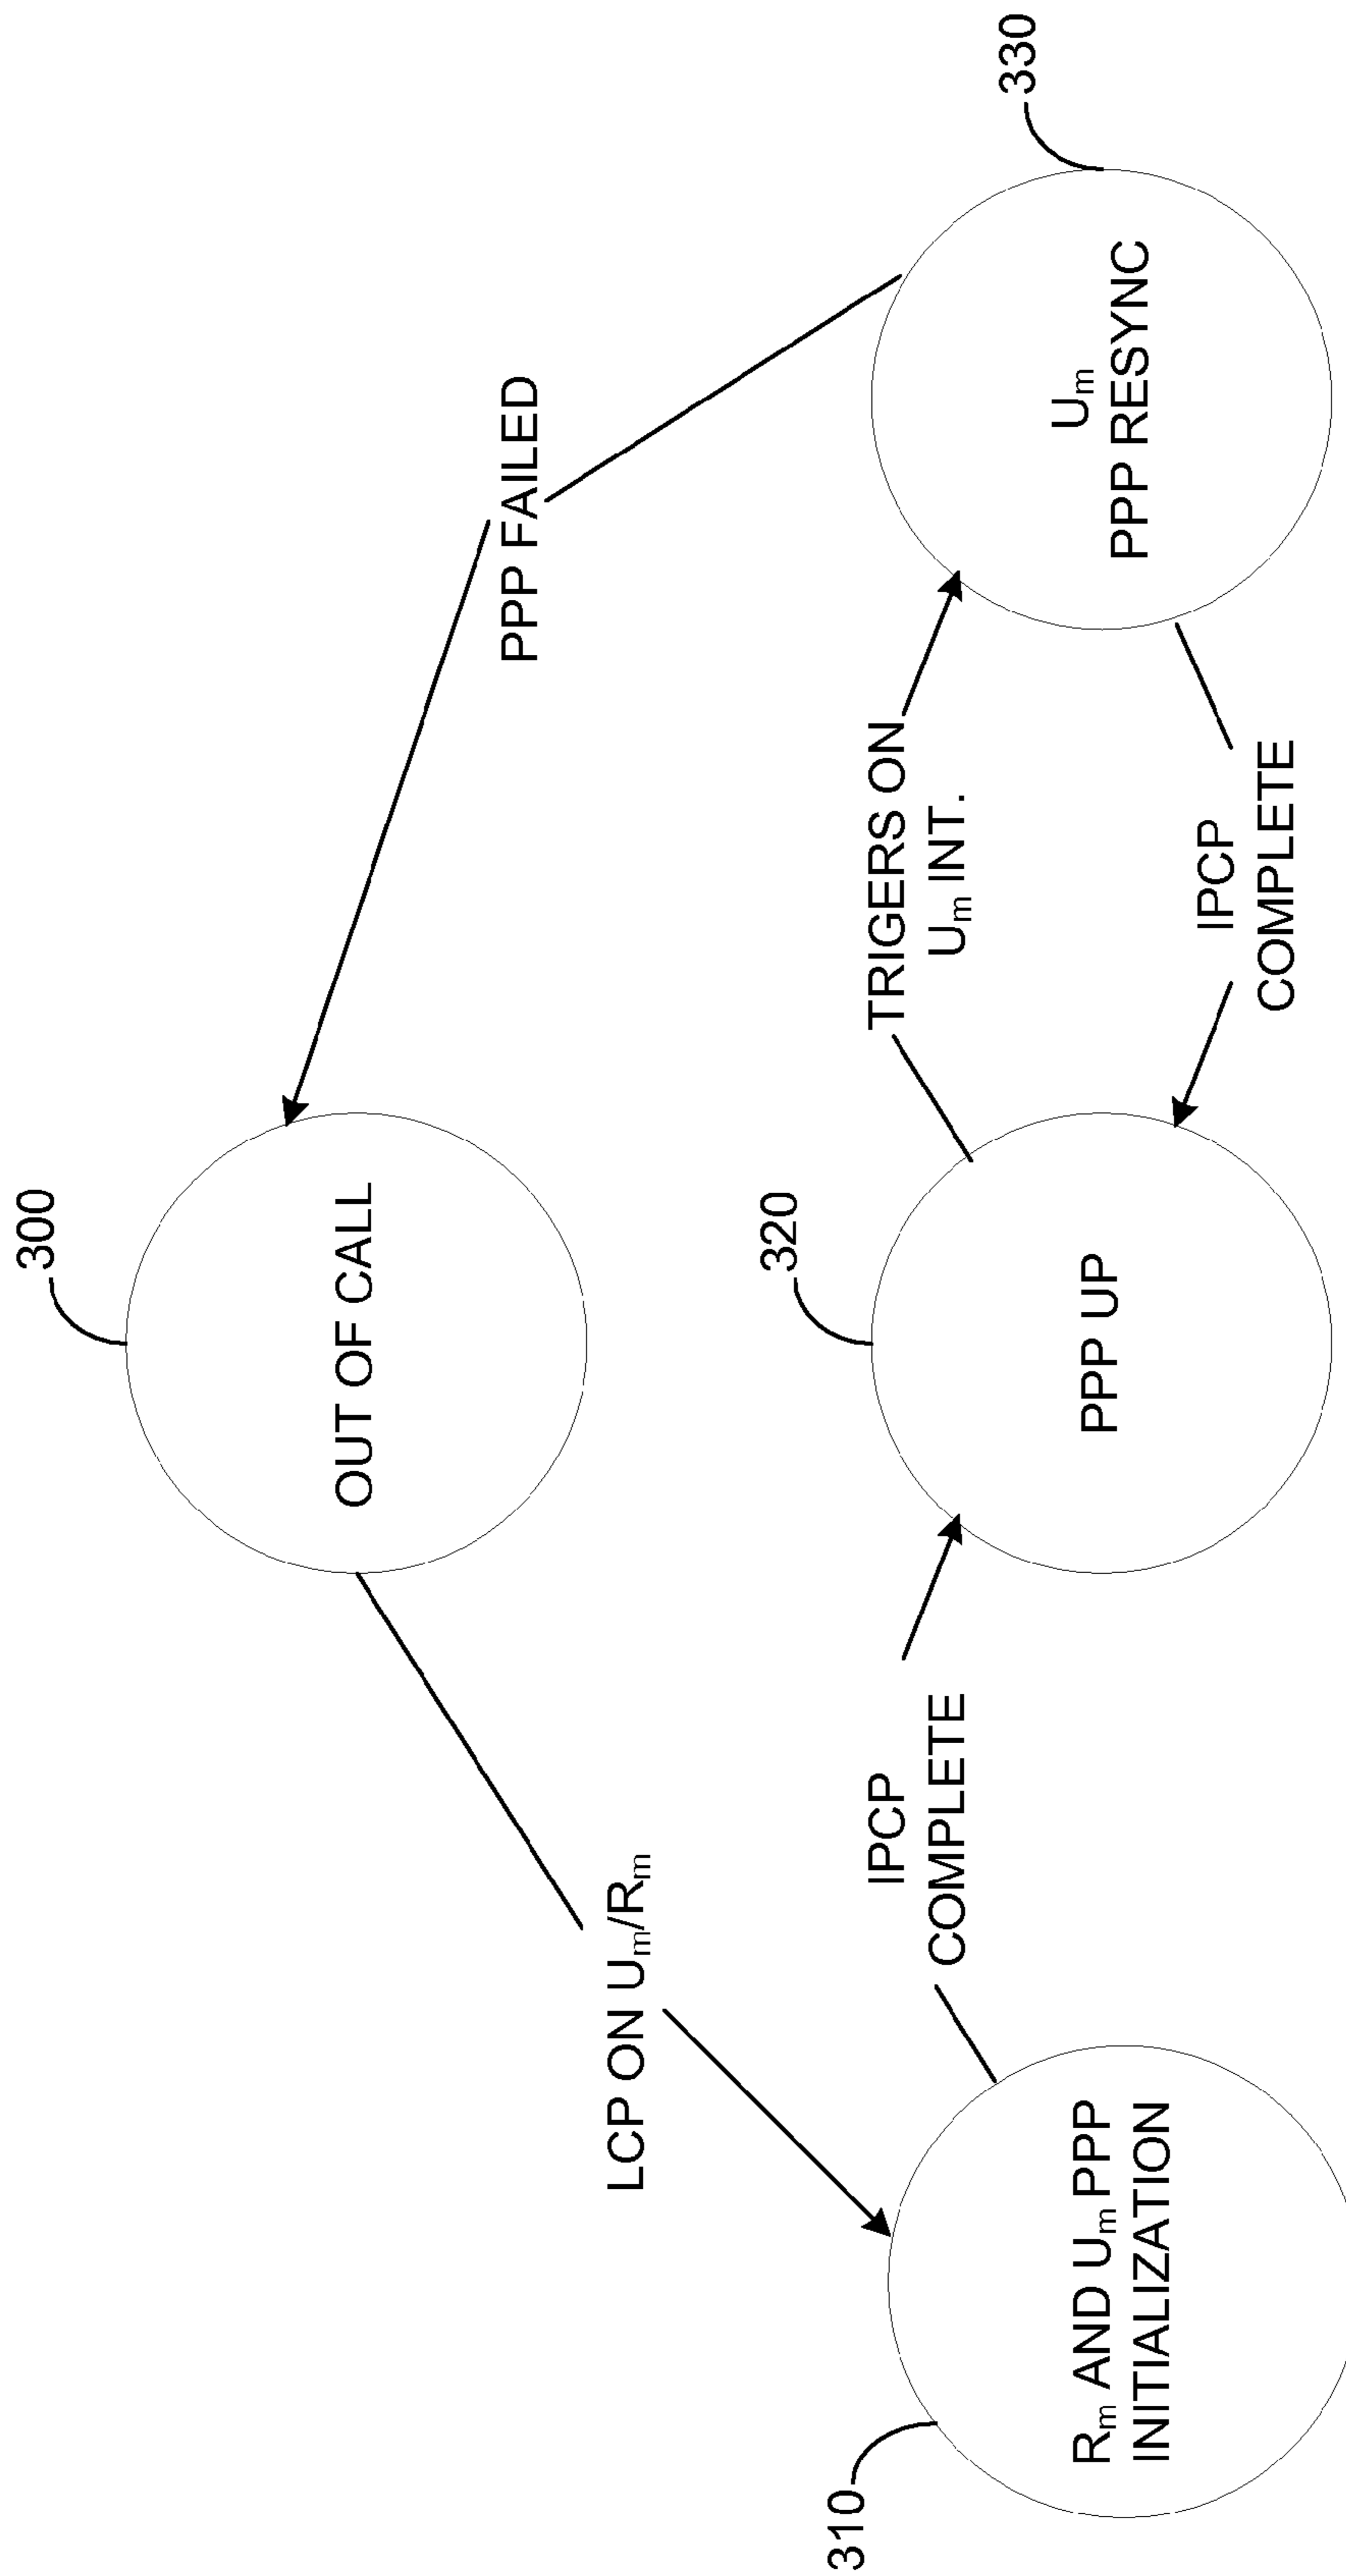 300
OUT OF CALL
PPP FAILED
LCP ON Um/Rm
310
Rm AND Um PPP
INITIALIZATION
IPCP
COMPLETE
320
PPP UP
TRIGERS ON
Um INT.
IPCP
COMPLETE
330
Um
PPP RESYNC